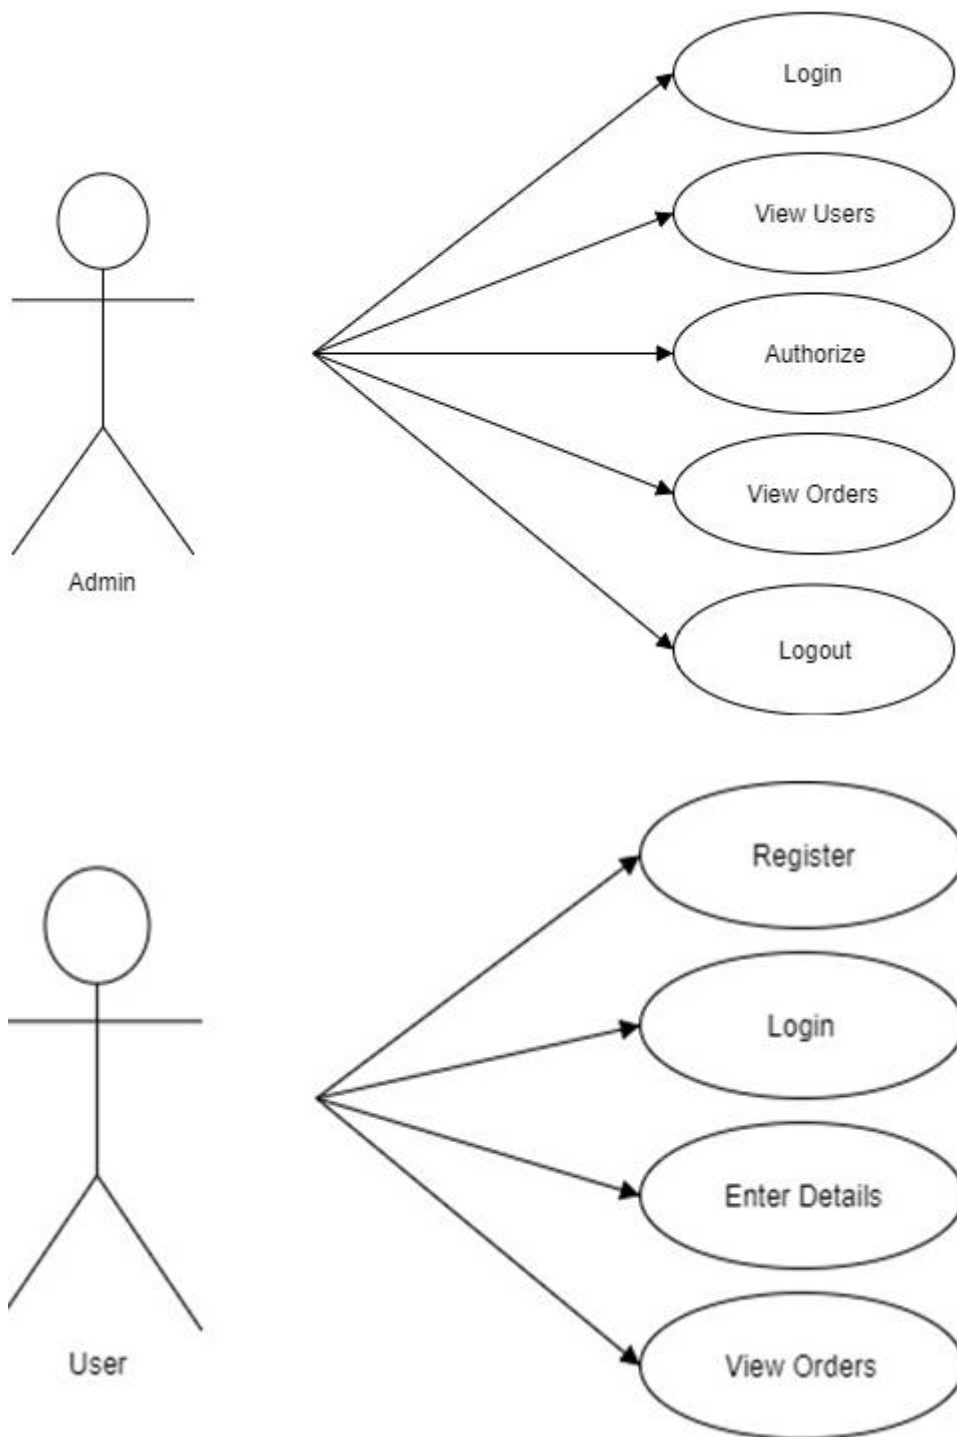 Login
View Users
Authorize
View Orders
Admin
Logout
Register
Login
Enter Details
View Orders
User